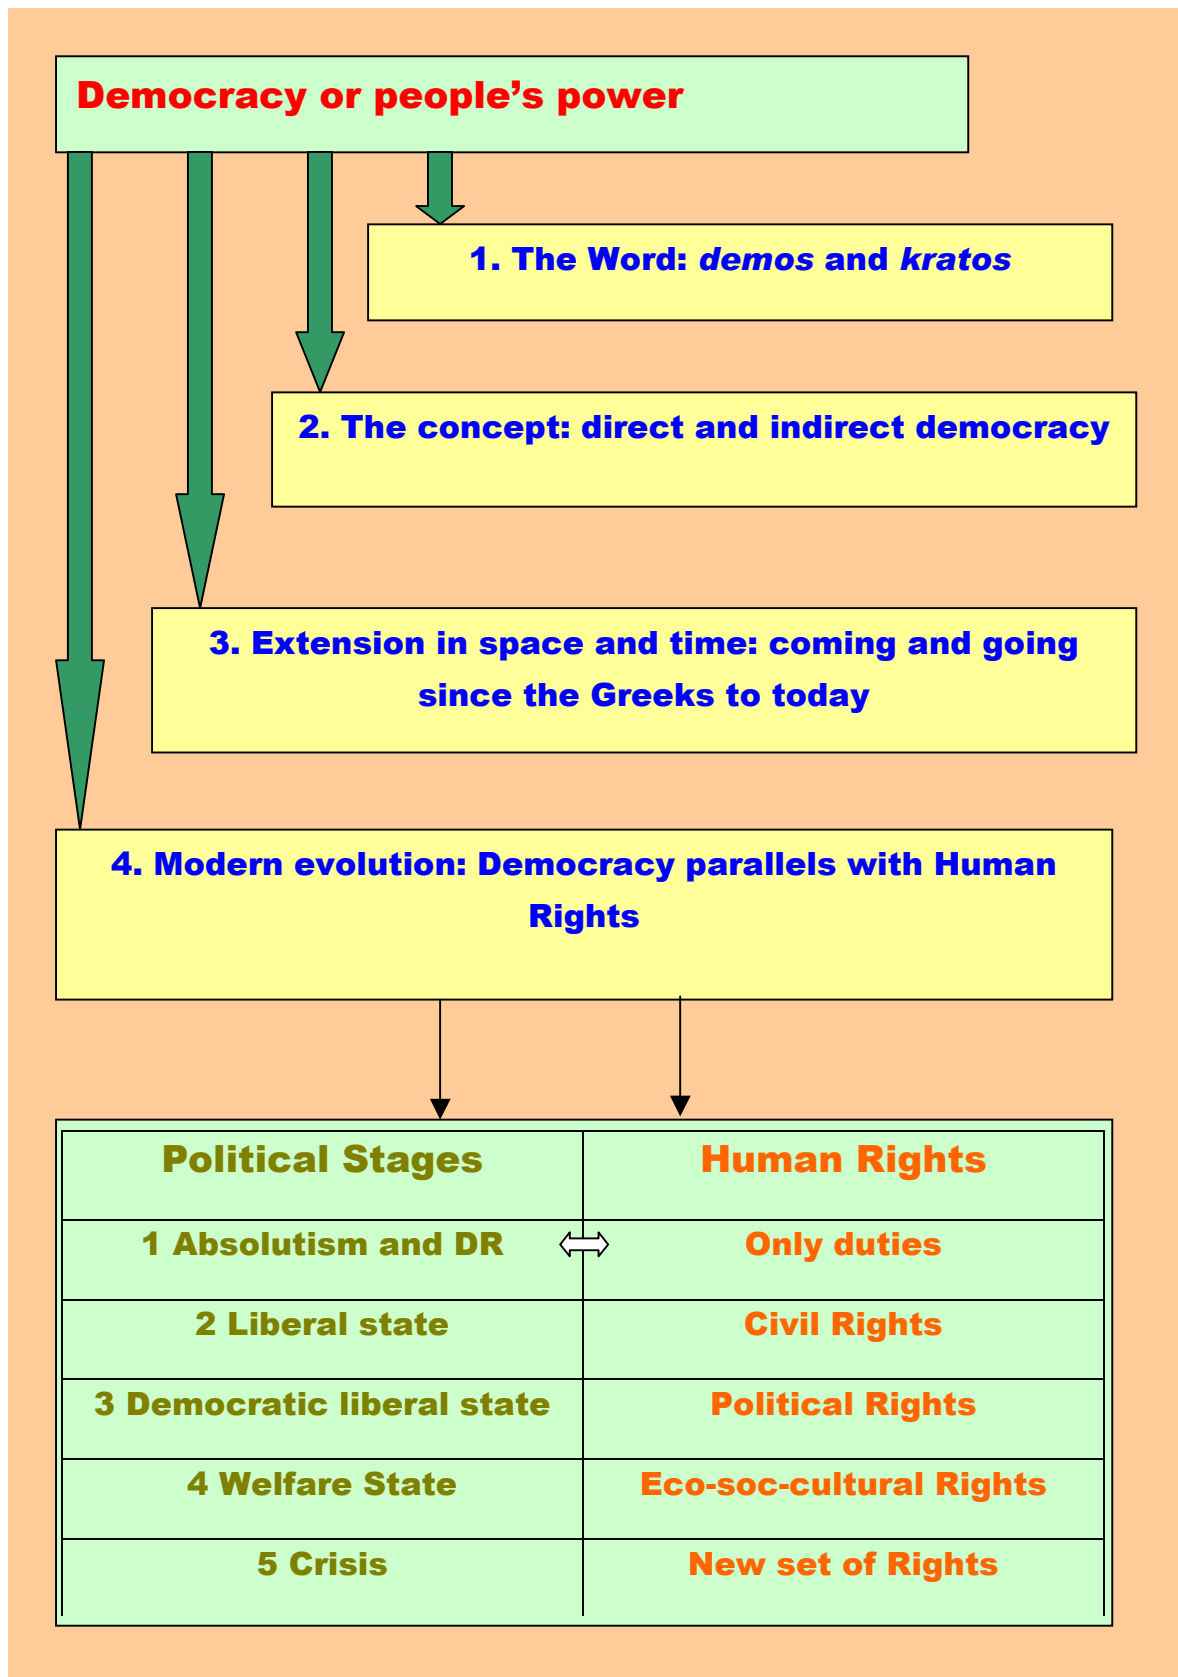 Democracy or people’s power
1. The Word: demos and kratos
2. The concept: direct and indirect democracy
3. Extension in space and time: coming and going
since the Greeks to today
4. Modern evolution: Democracy parallels with Human
Rights
Political Stages
Human Rights
1 Absolutism and DR
Only duties
2 Liberal state
Civil Rights
3 Democratic liberal state
Political Rights
4 Welfare State
Eco-soc-cultural Rights
5 Crisis
New set of Rights